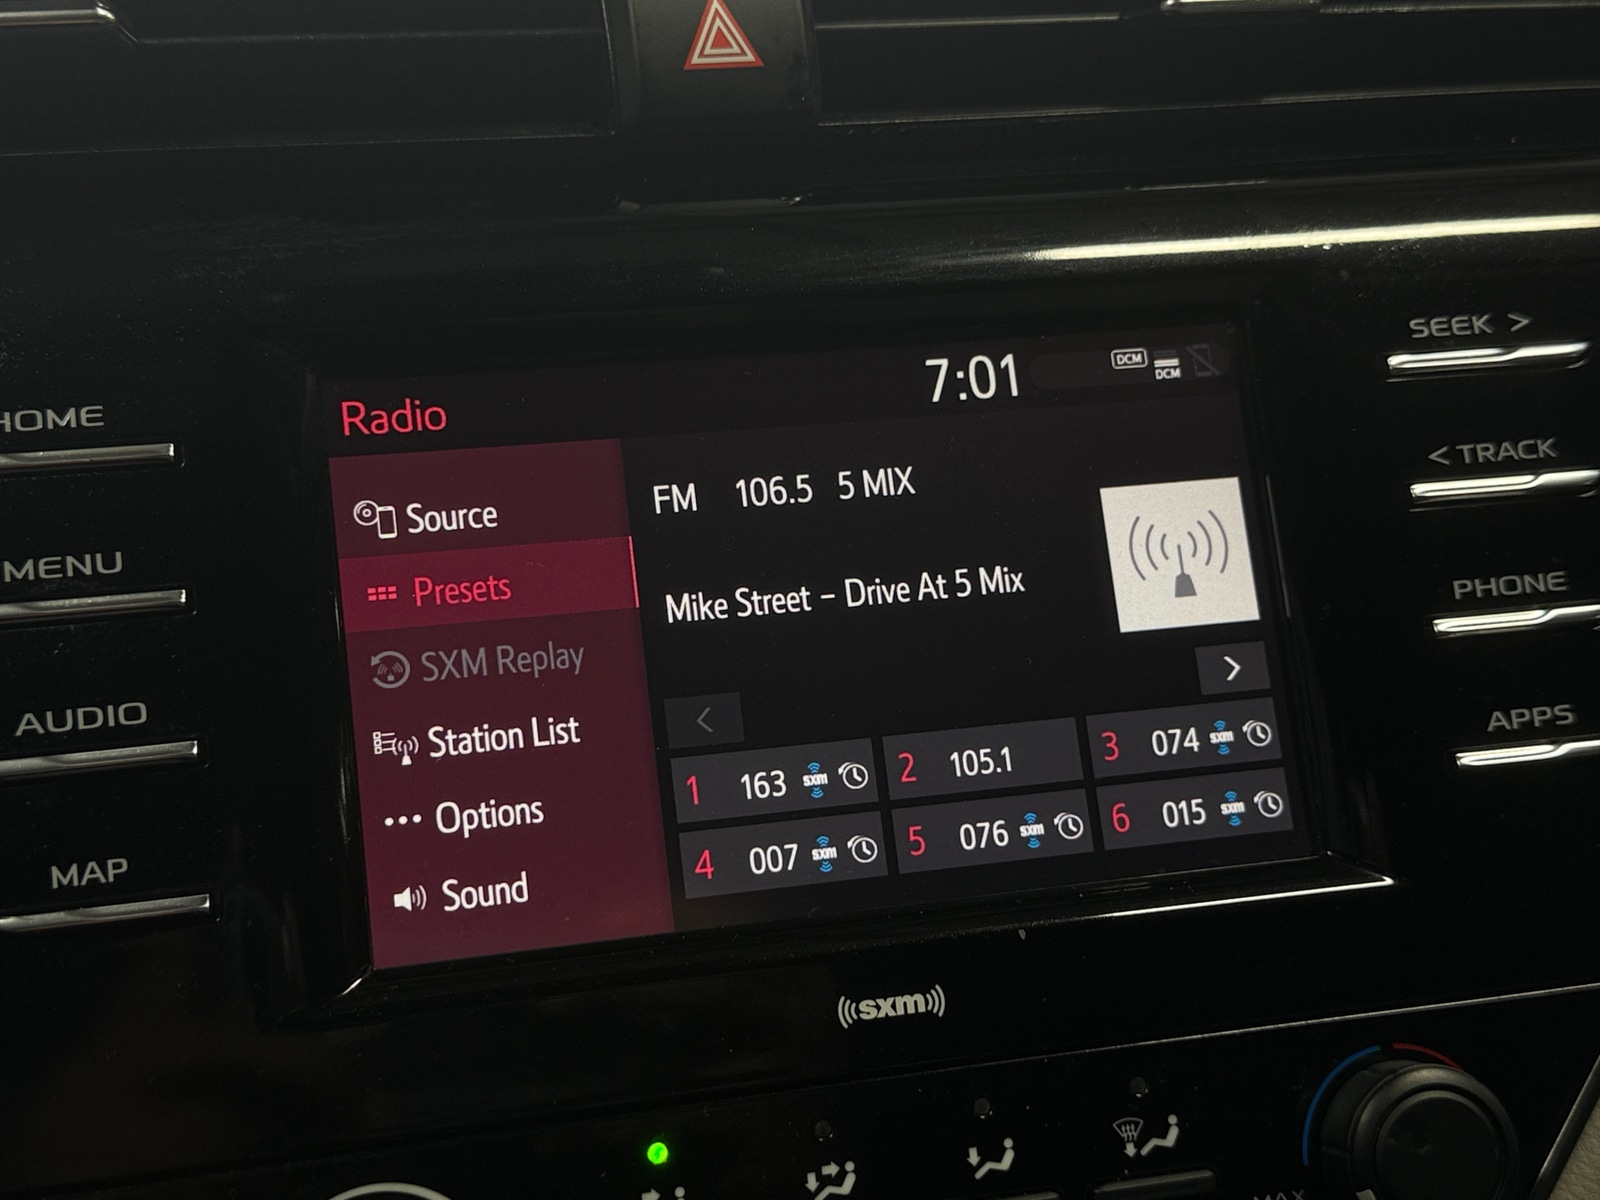 SEEK >
7:01
DCM
DCM
HOME
Radio
< TRACK
FM 106.5 5 MIX
Source
MENU
Presets
Mike Street – Drive At 5 Mix
PHONE
SXM Replay
>
<
AUDIO
Station List
APPS
1 163 sxm
2 105.1
3 074 sxm
Options
4 007 sxm
5 076 sxm
6 015 sxm
MAP
Sound
sxm
MAX